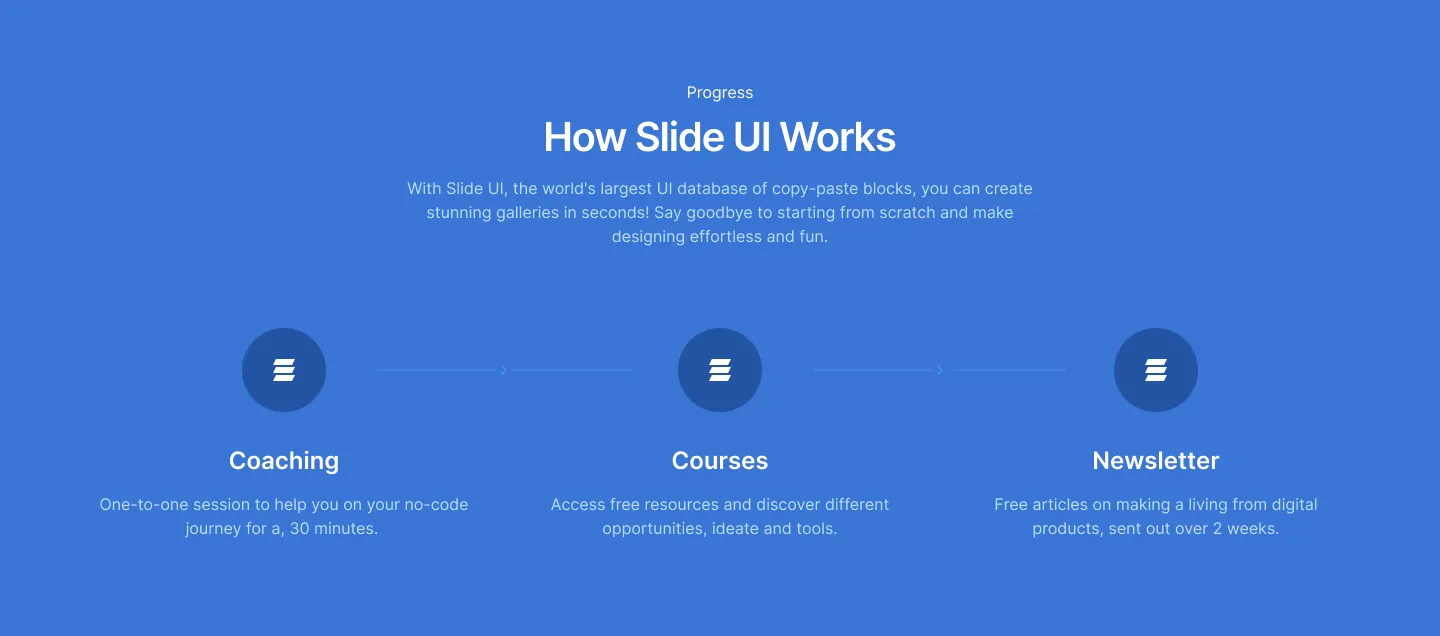 Progress
How Slide UI Works
With Slide UI, the world's largest UI database of copy-paste blocks, you can create
stunning galleries in seconds! Say goodbye to starting from scratch and make
designing effortless and fun.
Coaching
One-to-one session to help you on your no-code
journey for a, 30 minutes.
Courses
Access free resources and discover different
opportunities, ideate and tools.
Newsletter
Free articles on making a living from digital
products, sent out over 2 weeks.